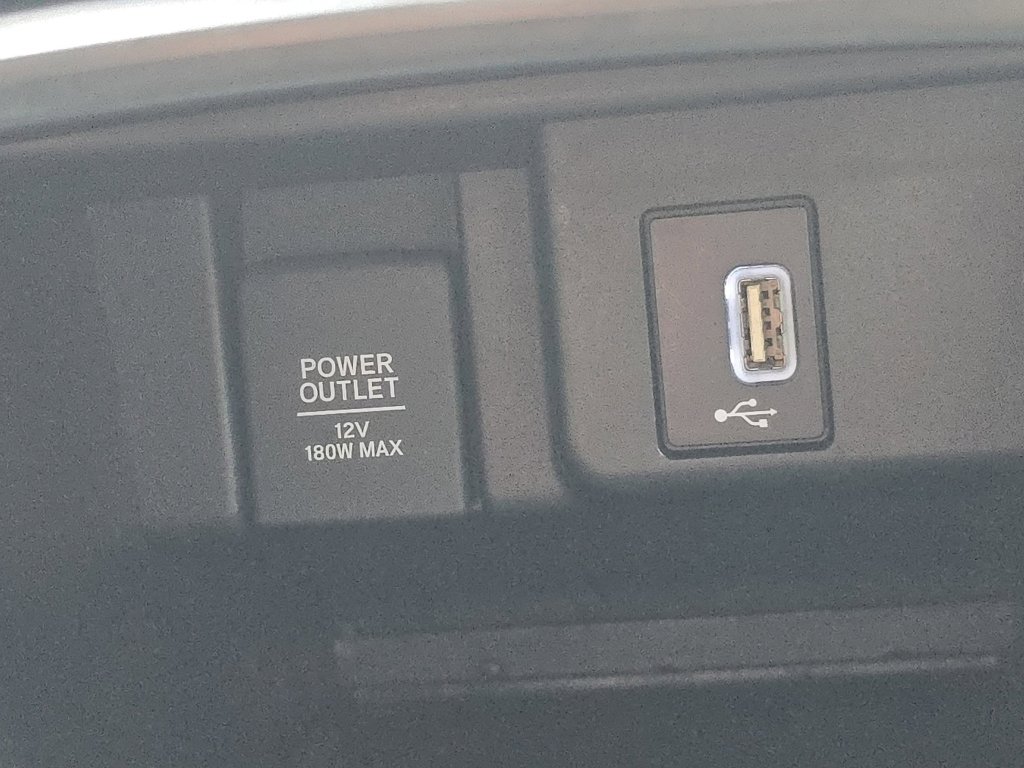 POWER
OUTLET
12V
180W MAX